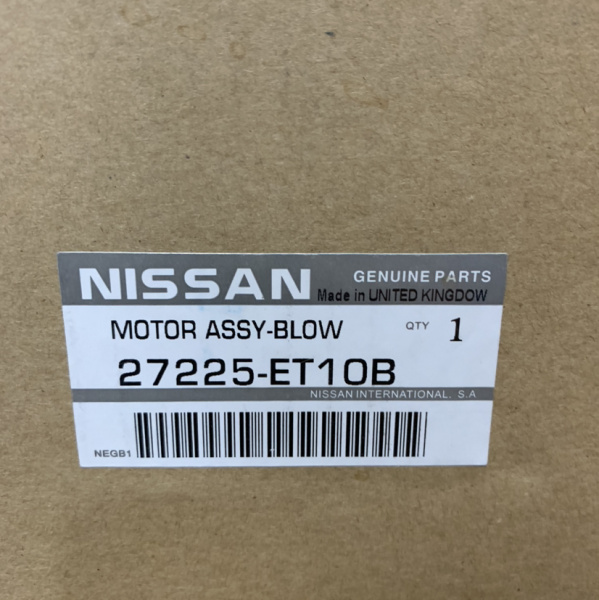 NISSAN GENUINE PARTS
Made in UNITED KINGDOW
MOTOR ASSY-BLOW QTY 1
27225-ET10B
NISSAN INTERNATIONAL. S.A
NEGB1